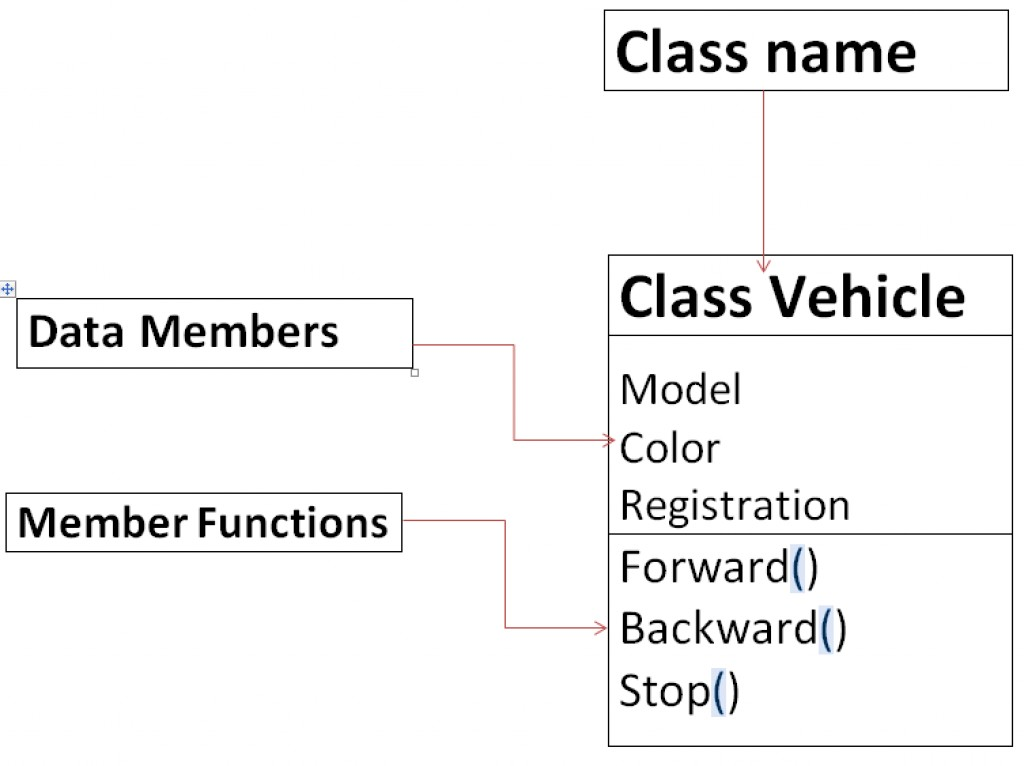 Class name
Class Vehicle
Data Members
Model
Color
Registration
Member Functions
Forward()
Backward()
Stop()